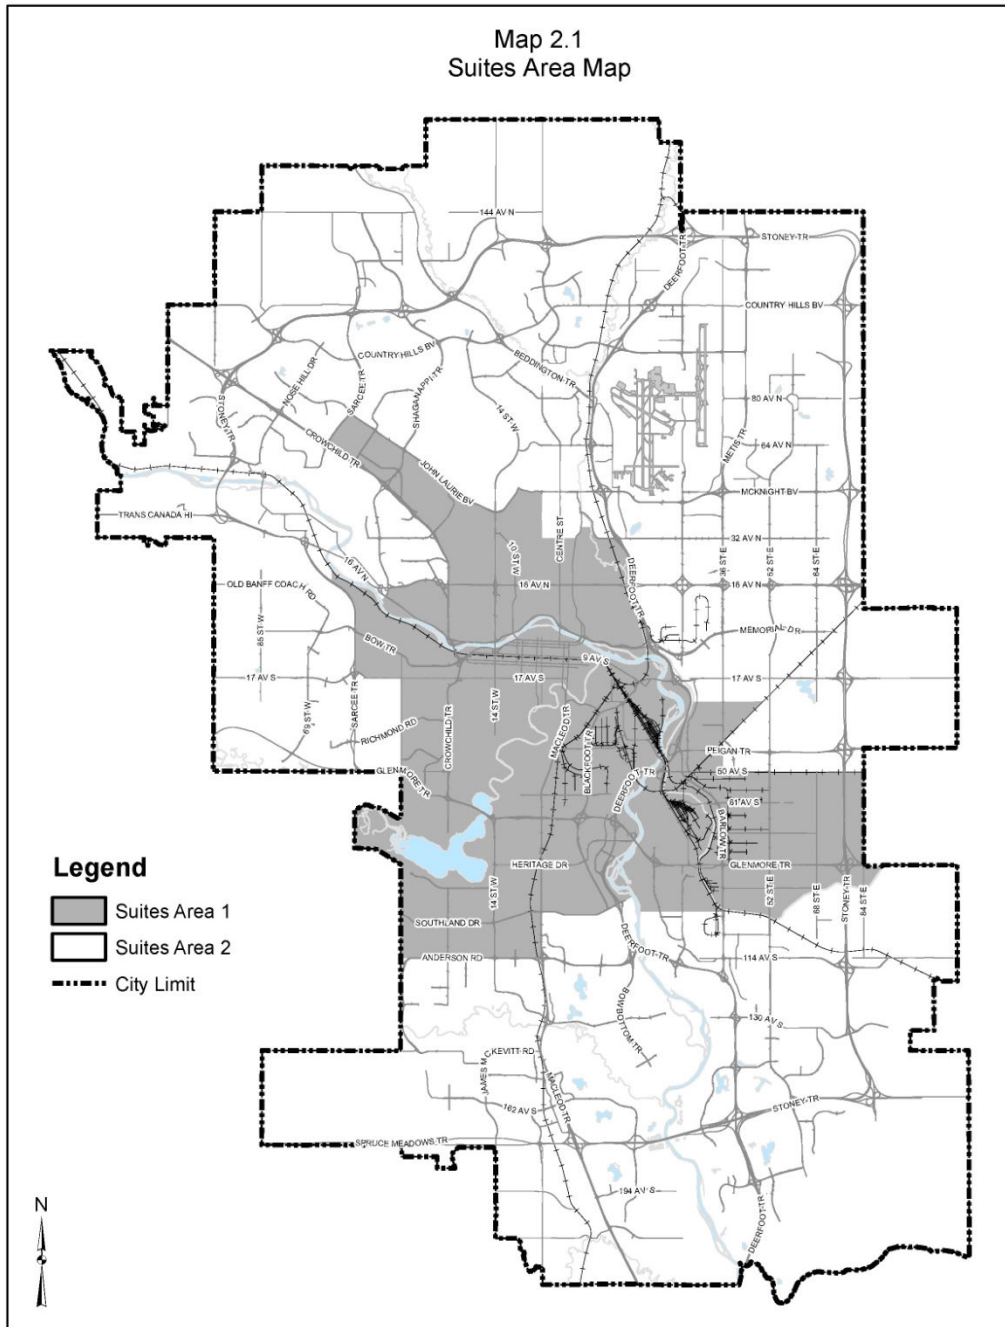 Map 2.1
Suites Area Map
144 AV N
STONEY TR
DEERFOOT TR
COUNTRY HILLS BV
COUNTRY HILLS BV
BEDDINGTON TR
NOSE HILL DR
SARCEE TR
SHAGANAPPI TR
STONEY TR
14 ST W
80 AV N
CROWCHILD TR
64 AV N
METIS TR
JOHN LAURIE BV
MCKNIGHT BV
TRANS CANADA HI
32 AV N
10 ST W
CENTRE ST
36 ST E
52 ST E
64 ST E
16 AV N
DEERFOOT TR
16 AV N
16 AV N
OLD BANFF COACH RD
85 ST W
BOW TR
MEMORIAL DR
9 AV S
17 AV S
17 AV S
17 AV S
69 ST W
SARCEE TR
14 ST W
RICHMOND RD
CROWCHILD TR
MACLEOD TR
BLACKFOOT TR
PEIGAN TR
50 AV S
GLENMORE TR
DEERFOOT TR
61 AV S
BARLOW TR
HERITAGE DR
GLENMORE TR
Legend
14 ST W
52 ST E
68 ST E
STONEY TR
84 ST E
Suites Area 1
SOUTHLAND DR
Suites Area 2
ANDERSON RD
DEERFOOT TR
114 AV S
City Limit
BOWBOTTOM TR
130 AV S
JAMES MCKEVITT RD
MACLEOD TR
162 AV S
STONEY TR
SPRUCE MEADOWS TR
194 AV S
DEERFOOT TR
N